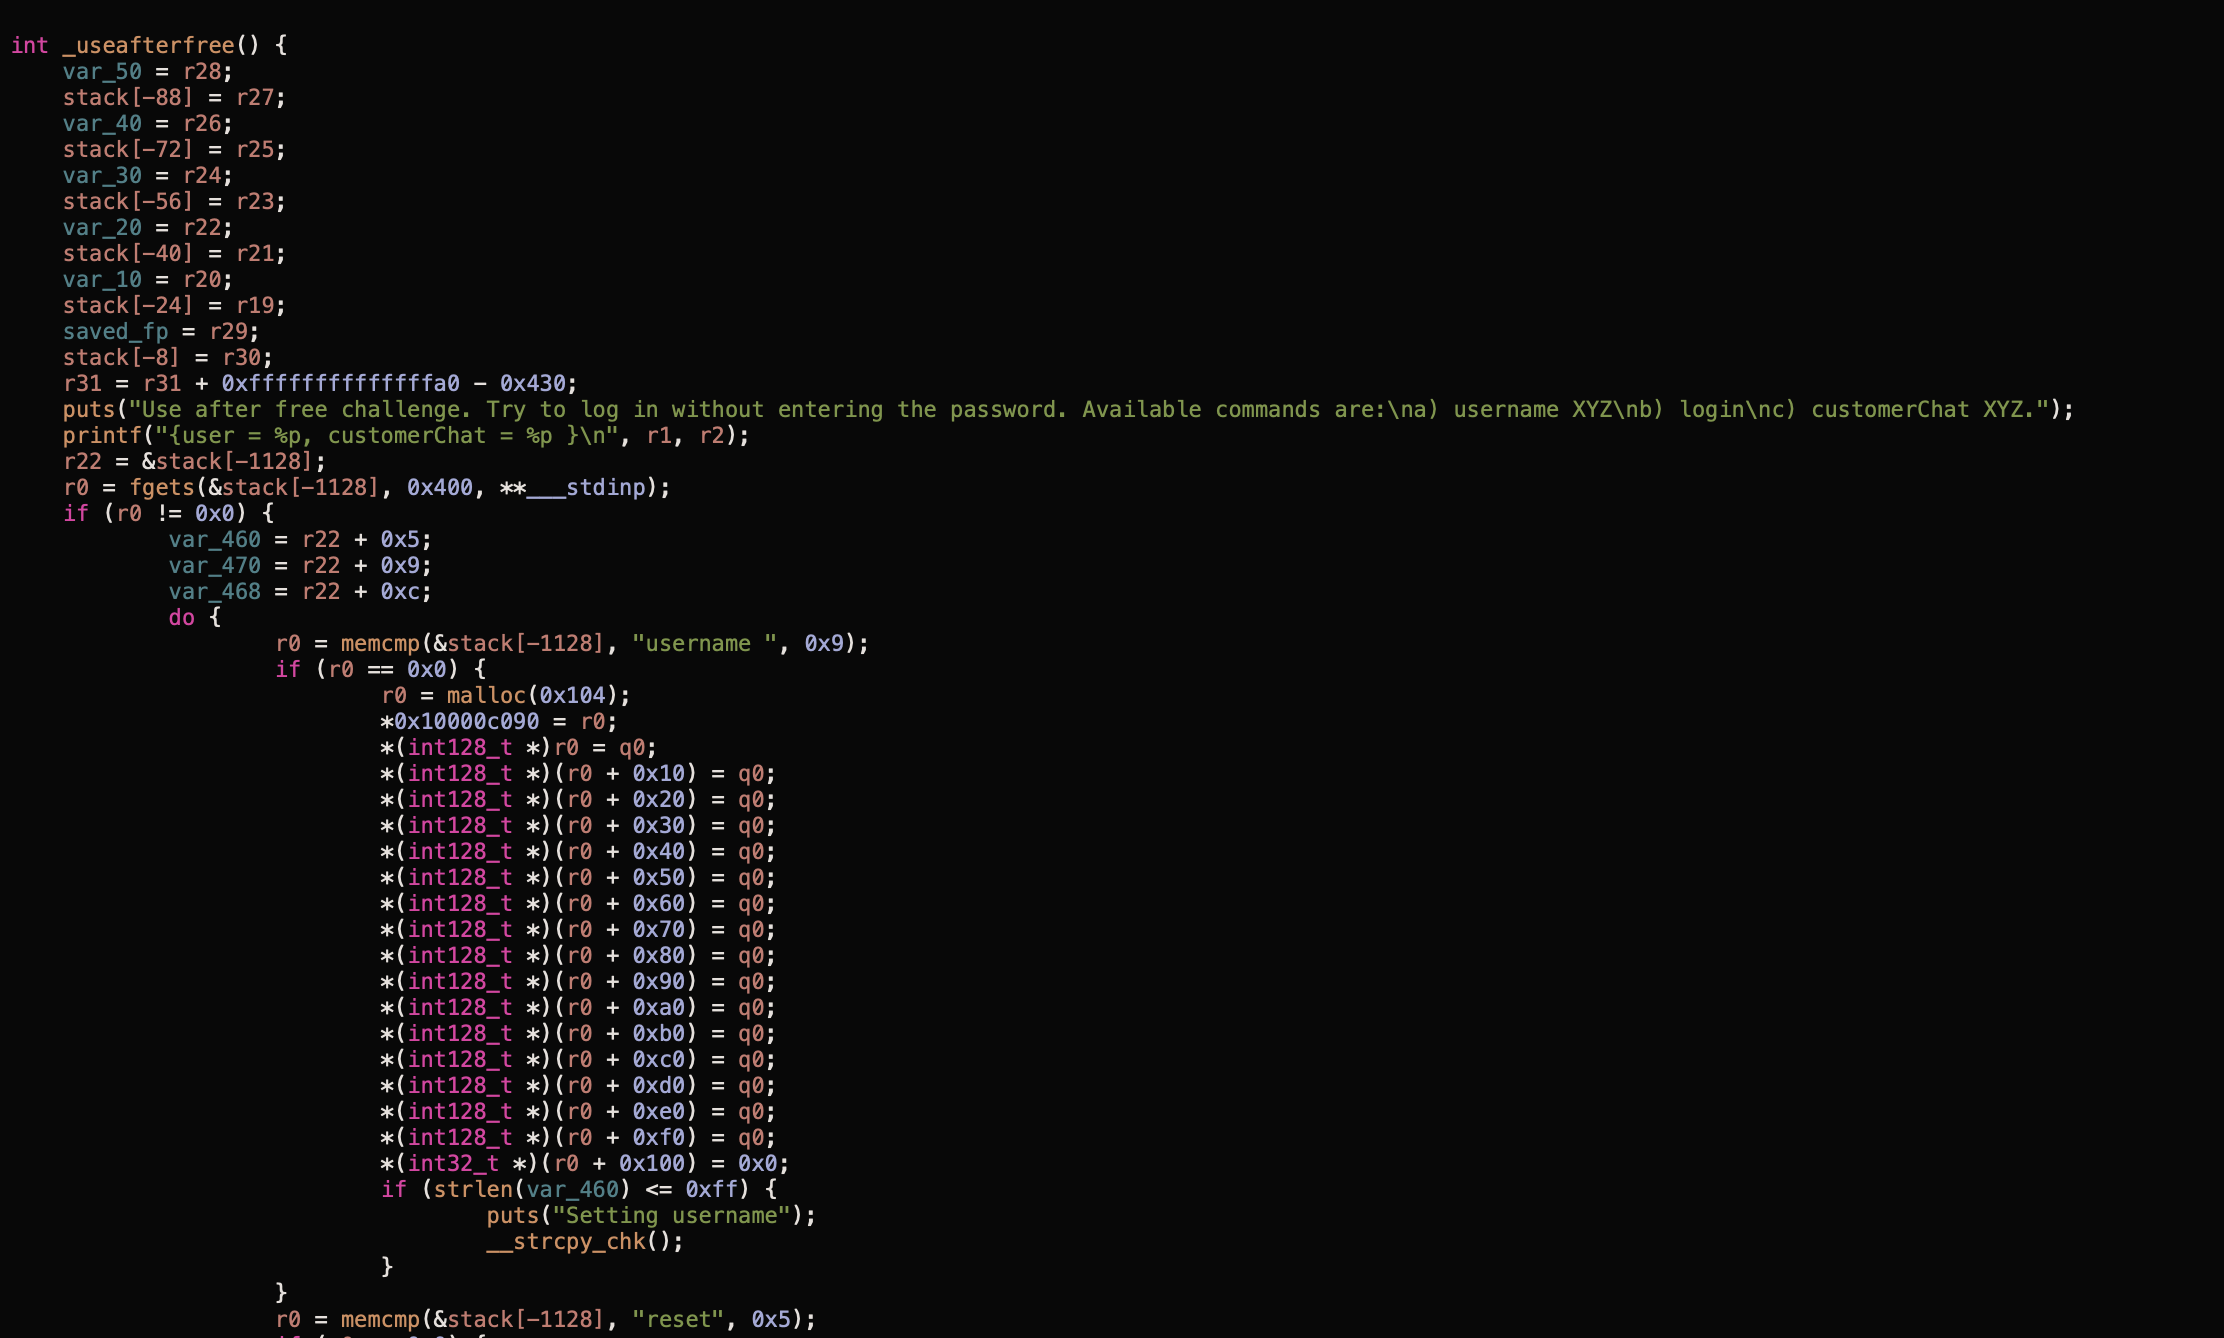 int _useafterfree() {
    var_50 = r28;
    stack[-88] = r27;
    var_40 = r26;
    stack[-72] = r25;
    var_30 = r24;
    stack[-56] = r23;
    var_20 = r22;
    stack[-40] = r21;
    var_10 = r20;
    stack[-24] = r19;
    saved_fp = r29;
    stack[-8] = r30;
    r31 = r31 + 0xffffffffffffffa0 - 0x430;
    puts("Use after free challenge. Try to log in without entering the password. Available commands are:\na) username XYZ\nb) login\nc) customerChat XYZ.");
    printf("{user = %p, customerChat = %p }\n", r1, r2);
    r22 = &stack[-1128];
    r0 = fgets(&stack[-1128], 0x400, **___stdinp);
    if (r0 != 0x0) {
            var_460 = r22 + 0x5;
            var_470 = r22 + 0x9;
            var_468 = r22 + 0xc;
            do {
                    r0 = memcmp(&stack[-1128], "username ", 0x9);
                    if (r0 == 0x0) {
                            r0 = malloc(0x104);
                            *0x10000c090 = r0;
                            *(int128_t *)r0 = q0;
                            *(int128_t *)(r0 + 0x10) = q0;
                            *(int128_t *)(r0 + 0x20) = q0;
                            *(int128_t *)(r0 + 0x30) = q0;
                            *(int128_t *)(r0 + 0x40) = q0;
                            *(int128_t *)(r0 + 0x50) = q0;
                            *(int128_t *)(r0 + 0x60) = q0;
                            *(int128_t *)(r0 + 0x70) = q0;
                            *(int128_t *)(r0 + 0x80) = q0;
                            *(int128_t *)(r0 + 0x90) = q0;
                            *(int128_t *)(r0 + 0xa0) = q0;
                            *(int128_t *)(r0 + 0xb0) = q0;
                            *(int128_t *)(r0 + 0xc0) = q0;
                            *(int128_t *)(r0 + 0xd0) = q0;
                            *(int128_t *)(r0 + 0xe0) = q0;
                            *(int128_t *)(r0 + 0xf0) = q0;
                            *(int32_t *)(r0 + 0x100) = 0x0;
                            if (strlen(var_460) <= 0xff) {
                                    puts("Setting username");
                                    __strcpy_chk();
                            }
                    }
                    r0 = memcmp(&stack[-1128], "reset", 0x5);